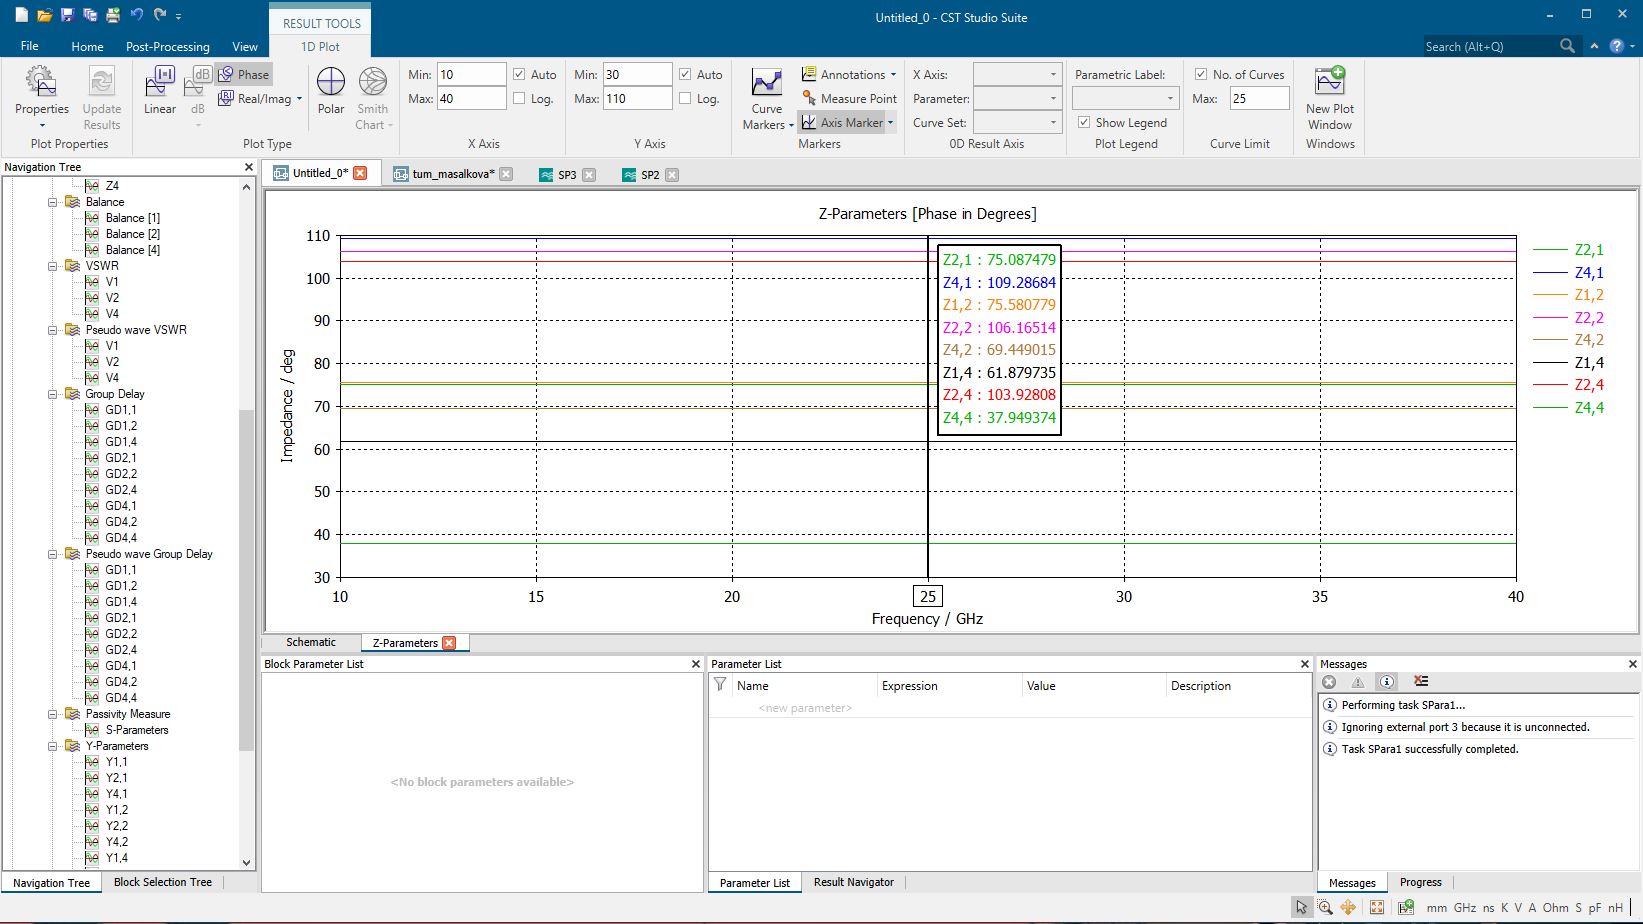 Untitled_0 - CST Studio Suite
RESULT TOOLS
File Home Post-Processing View 1D Plot
Search (Alt+Q)
Properties
Update Results
Plot Properties
Linear
dB
Phase
Real/Imag
Polar
Smith Chart
Plot Type
Min: 10 Auto
Max: 40 Log.
X Axis
Min: 30 Auto
Max: 110 Log.
Y Axis
Curve Markers
Annotations
Measure Point
Axis Marker
Markers
X Axis:
Parameter:
Curve Set:
0D Result Axis
Parametric Label:
Show Legend
Plot Legend
No. of Curves
Max: 25
Curve Limit
New Plot Window
Windows
Navigation Tree
Z4
Balance
Balance [1]
Balance [2]
Balance [4]
VSWR
V1
V2
V4
Pseudo wave VSWR
V1
V2
V4
Group Delay
GD1,1
GD1,2
GD1,4
GD2,1
GD2,2
GD2,4
GD4,1
GD4,2
GD4,4
Pseudo wave Group Delay
GD1,1
GD1,2
GD1,4
GD2,1
GD2,2
GD2,4
GD4,1
GD4,2
GD4,4
Passivity Measure
S-Parameters
Y-Parameters
Y1,1
Y2,1
Y4,1
Y1,2
Y2,2
Y4,2
Y1,4
Navigation Tree Block Selection Tree
Untitled_0* tum_masalkova* SP3 SP2
Z-Parameters [Phase in Degrees]
110
100
90
80
70
60
50
40
30
Impedance / deg
10 15 20 25 30 35 40
Frequency / GHz
Z2,1 : 75.087479
Z4,1 : 109.28684
Z1,2 : 75.580779
Z2,2 : 106.16514
Z4,2 : 69.449015
Z1,4 : 61.879735
Z2,4 : 103.92808
Z4,4 : 37.949374
Z2,1
Z4,1
Z1,2
Z2,2
Z4,2
Z1,4
Z2,4
Z4,4
Schematic Z-Parameters
Block Parameter List
<No block parameters available>
Parameter List
Name Expression Value Description
<new parameter>
Parameter List Result Navigator
Messages
Performing task SPara1...
Ignoring external port 3 because it is unconnected.
Task SPara1 successfully completed.
Messages Progress
mm GHz ns K V A Ohm S pF nH